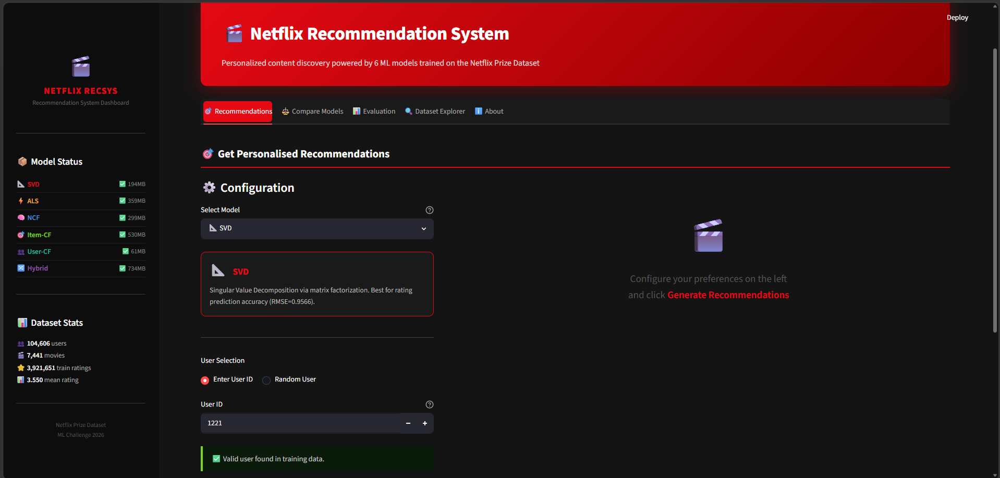 Deploy
Netflix Recommendation System
Personalized content discovery powered by 6 ML models trained on the Netflix Prize Dataset
NETFLIX RECSYS
Recommendation System Dashboard
Model Status
SVD 194MB
ALS 359MB
NCF 299MB
Item-CF 530MB
User-CF 61MB
Hybrid 734MB
Dataset Stats
104,606 users
7,441 movies
3,921,651 train ratings
3.550 mean rating
Netflix Prize Dataset
ML Challenge 2026
Recommendations Compare Models Evaluation Dataset Explorer About
Get Personalised Recommendations
Configuration
Select Model
SVD
SVD
Singular Value Decomposition via matrix factorization. Best for rating
prediction accuracy (RMSE=0.9566).
User Selection
Enter User ID Random User
User ID
1221
Valid user found in training data.
Configure your preferences on the left
and click Generate Recommendations